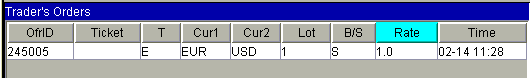 Trader's Orders
OfrID Ticket T Cur1 Cur2 Lot B/S Rate Time
245005 E EUR USD 1 S 1.0 02-14 11:28